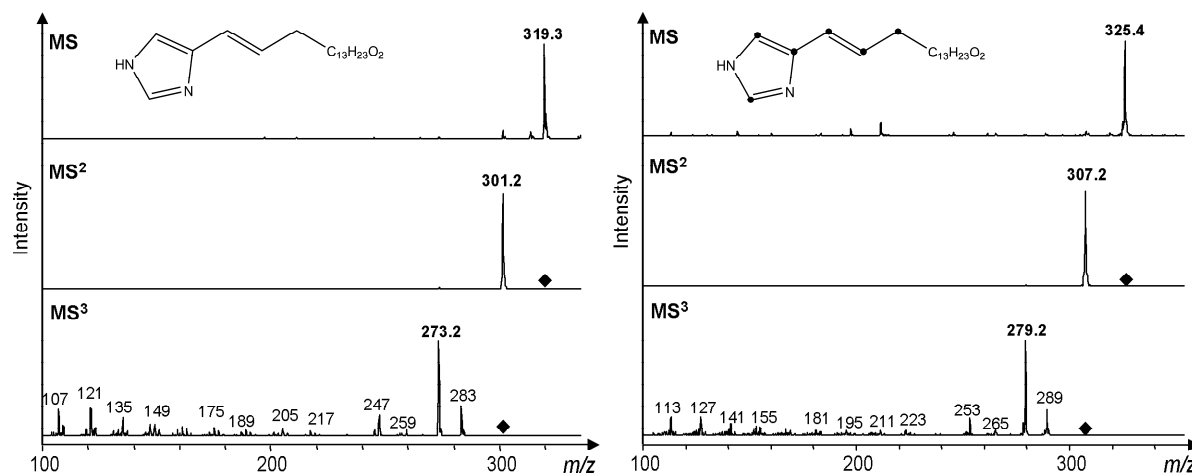 MS
319.3
HN
N
C₁₃H₂₃O₂
MS²
301.2
MS³
273.2
107
121
135
149
175
189
205
217
247
259
283
Intensity
100
200
300
m/z
MS
325.4
HN
N
C₁₃H₂₃O₂
MS²
307.2
MS³
279.2
113
127
141
155
181
195
211
223
253
265
289
Intensity
100
200
300
m/z